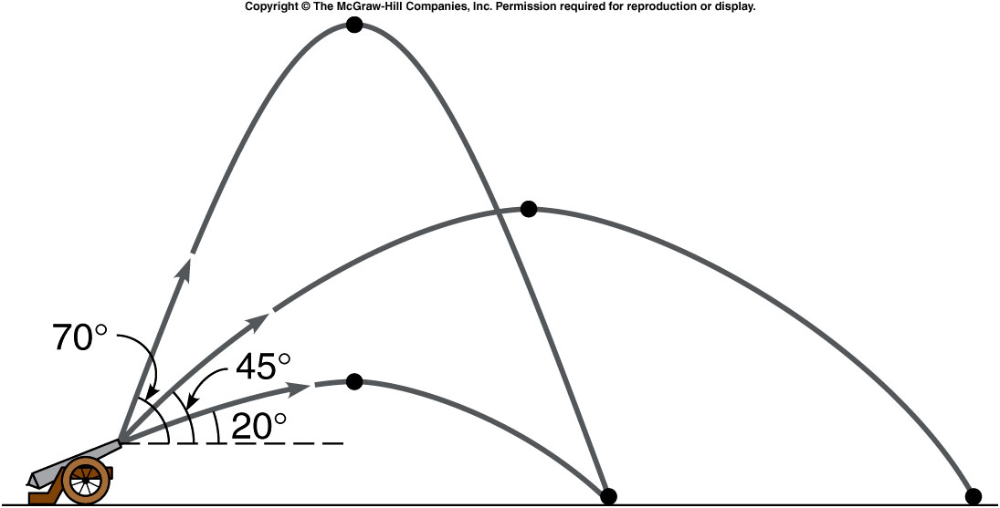 Copyright © The McGraw-Hill Companies, Inc. Permission required for reproduction or display.
70°
45°
20°